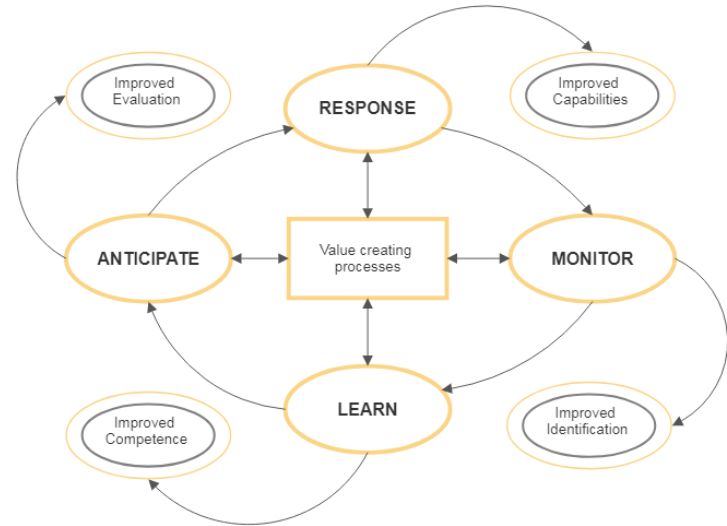 Improved
Evaluation
RESPONSE
Improved
Capabilities
ANTICIPATE
Value creating
processes
MONITOR
Improved
Competence
LEARN
Improved
Identification